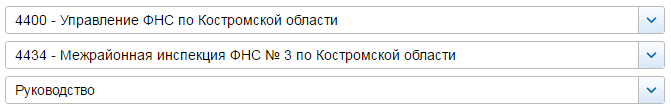 4400 - Управление ФНС по Костромской области
4434 - Межрайонная инспекция ФНС № 3 по Костромской области
Руководство